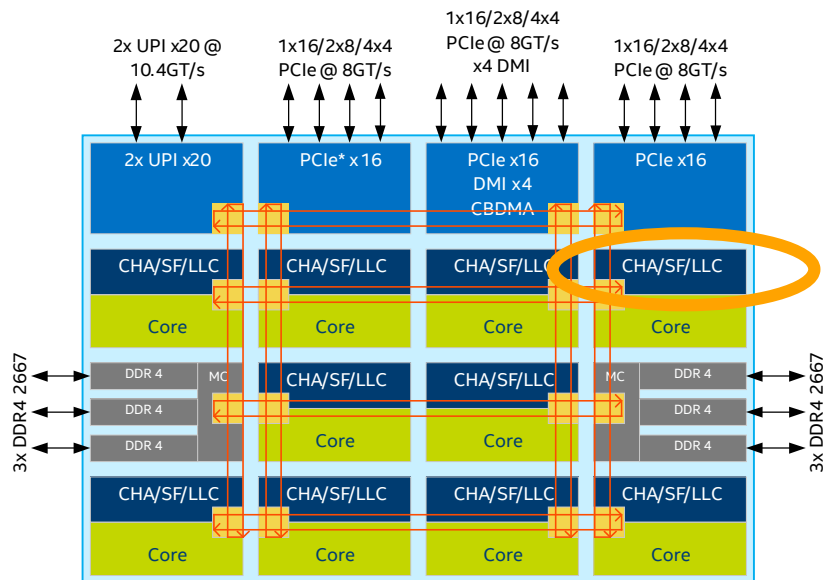 2x UPI x20 @
10.4GT/s
1x16/2x8/4x4
PCIe @ 8GT/s
1x16/2x8/4x4
PCIe @ 8GT/s
x4 DMI
1x16/2x8/4x4
PCIe @ 8GT/s
2x UPI x20
PCIe* x16
PCIe x16
DMI x4
CBDMA
PCIe x16
CHA/SF/LLC
CHA/SF/LLC
CHA/SF/LLC
CHA/SF/LLC
Core
Core
Core
Core
3x DDR4 2667
DDR 4
DDR 4
DDR 4
MC
CHA/SF/LLC
Core
CHA/SF/LLC
Core
MC
DDR 4
DDR 4
DDR 4
3x DDR4 2667
CHA/SF/LLC
CHA/SF/LLC
CHA/SF/LLC
CHA/SF/LLC
Core
Core
Core
Core